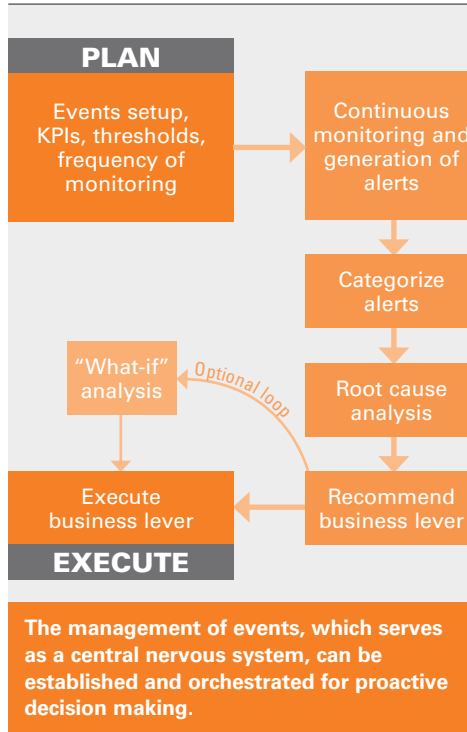 PLAN
Events setup,
KPIs, thresholds,
frequency of
monitoring
Continuous
monitoring and
generation of
alerts
Categorize
alerts
Root cause
analysis
Recommend
business lever
Optional loop
“What-if”
analysis
Execute
business lever
EXECUTE
The management of events, which serves
as a central nervous system, can be
established and orchestrated for proactive
decision making.